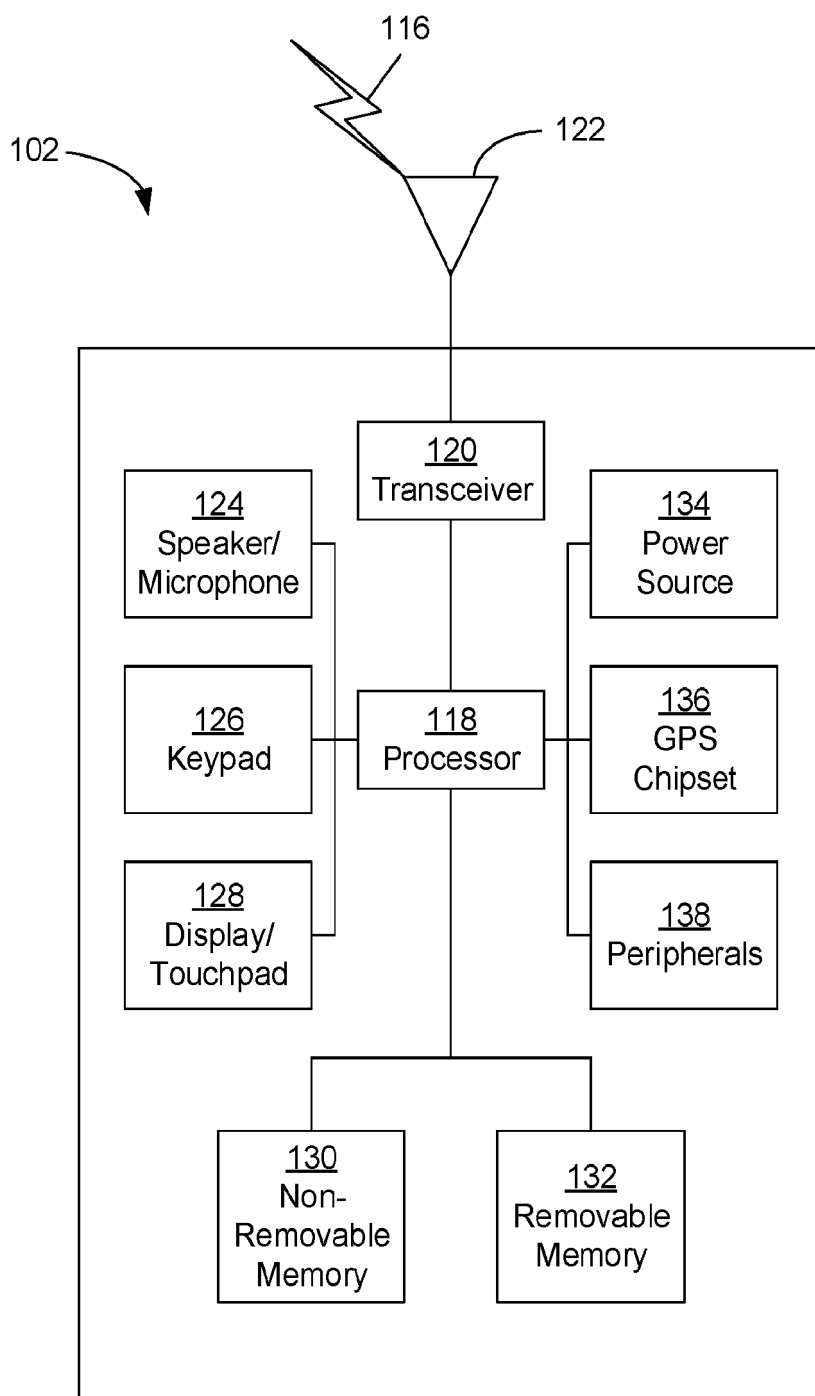 116
122
102
120
Transceiver
124
Speaker/
Microphone
134
Power
Source
126
Keypad
118
Processor
136
GPS
Chipset
128
Display/
Touchpad
138
Peripherals
130
Non-
Removable
Memory
132
Removable
Memory